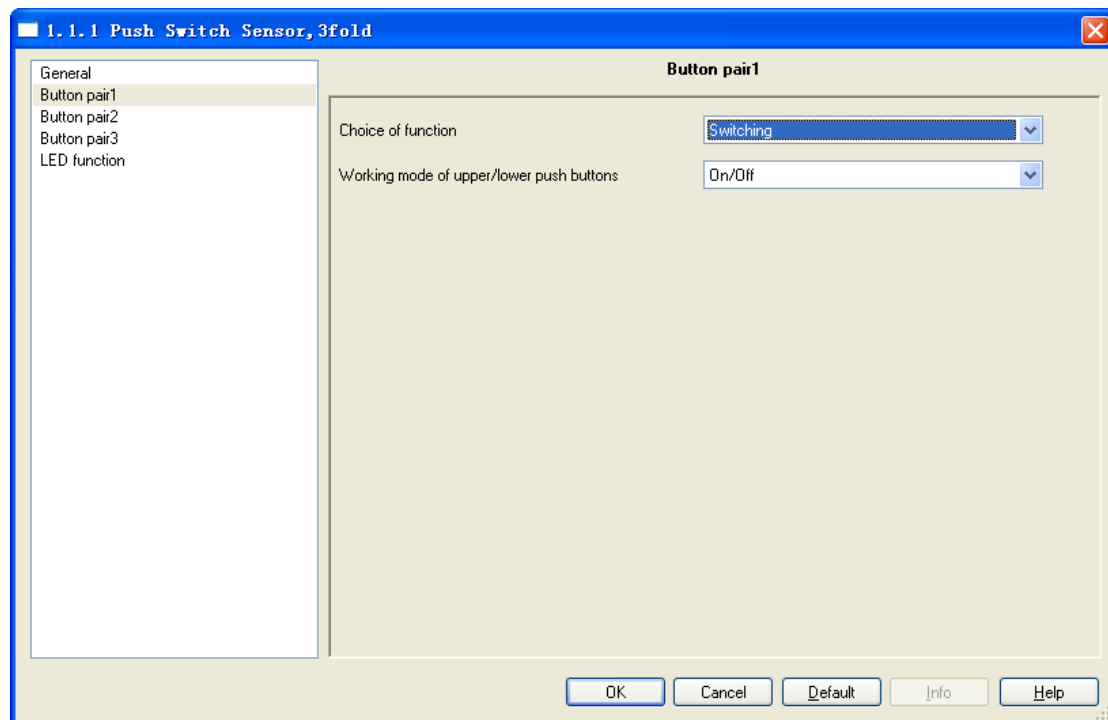 1.1.1 Push Switch Sensor,3fold
General
Button pair1
Button pair2
Button pair3
LED function
Button pair1
Choice of function
Switching
Working mode of upper/lower push buttons
On/Off
OK
Cancel
Default
Info
Help